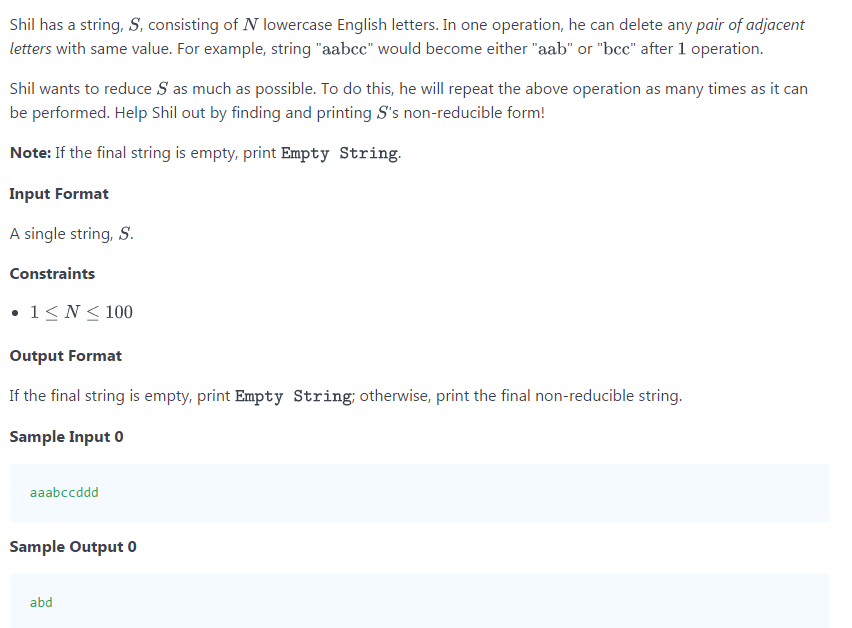 Shil has a string, S, consisting of N lowercase English letters. In one operation, he can delete any pair of adjacent
letters with same value. For example, string "aabcc" would become either "aab" or "bcc" after 1 operation.
Shil wants to reduce S as much as possible. To do this, he will repeat the above operation as many times as it can
be performed. Help Shil out by finding and printing S's non-reducible form!
Note: If the final string is empty, print Empty String.
Input Format
A single string, S.
Constraints
• 1 ≤ N ≤ 100
Output Format
If the final string is empty, print Empty String; otherwise, print the final non-reducible string.
Sample Input 0
aaabccddd
Sample Output 0
abd